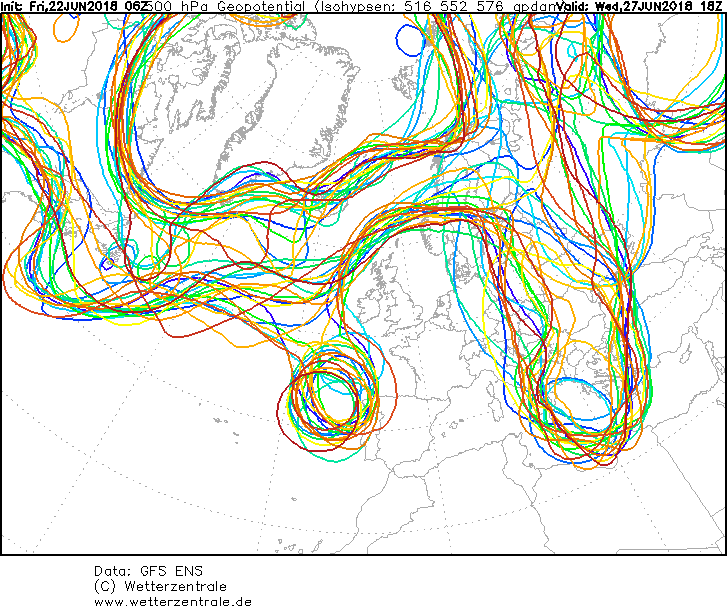 Init: Fri,22JUN2018 06Z 500 hPa Geopotential (Isohypsen: 516 552 576 gpdam Valid: Wed,27JUN2018 18Z
Data: GFS ENS
(C) Wetterzentrale
www.wetterzentrale.de